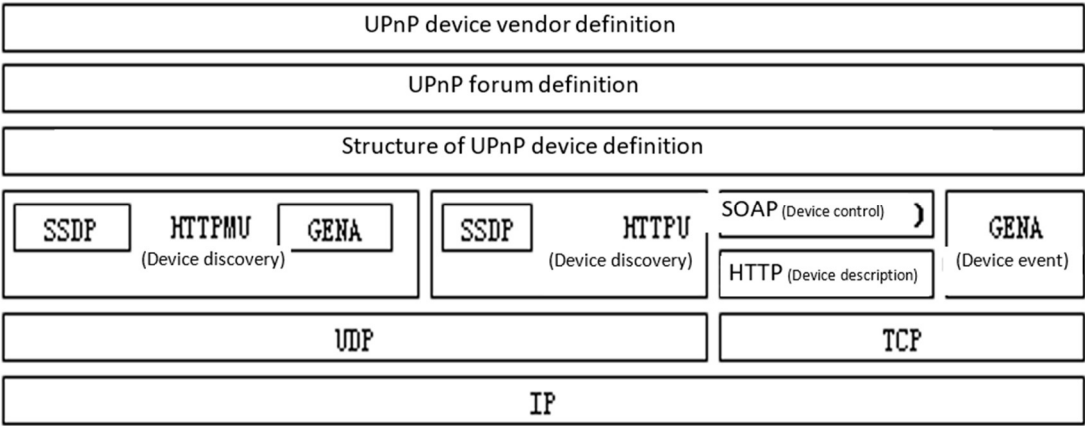 UPnP device vendor definition
UPnP forum definition
Structure of UPnP device definition
SSDP HTTPMU GENA
(Device discovery)
SSDP HTTPU
(Device discovery)
SOAP (Device control) )
HTTP (Device description)
GENA
(Device event)
UDP TCP
IP